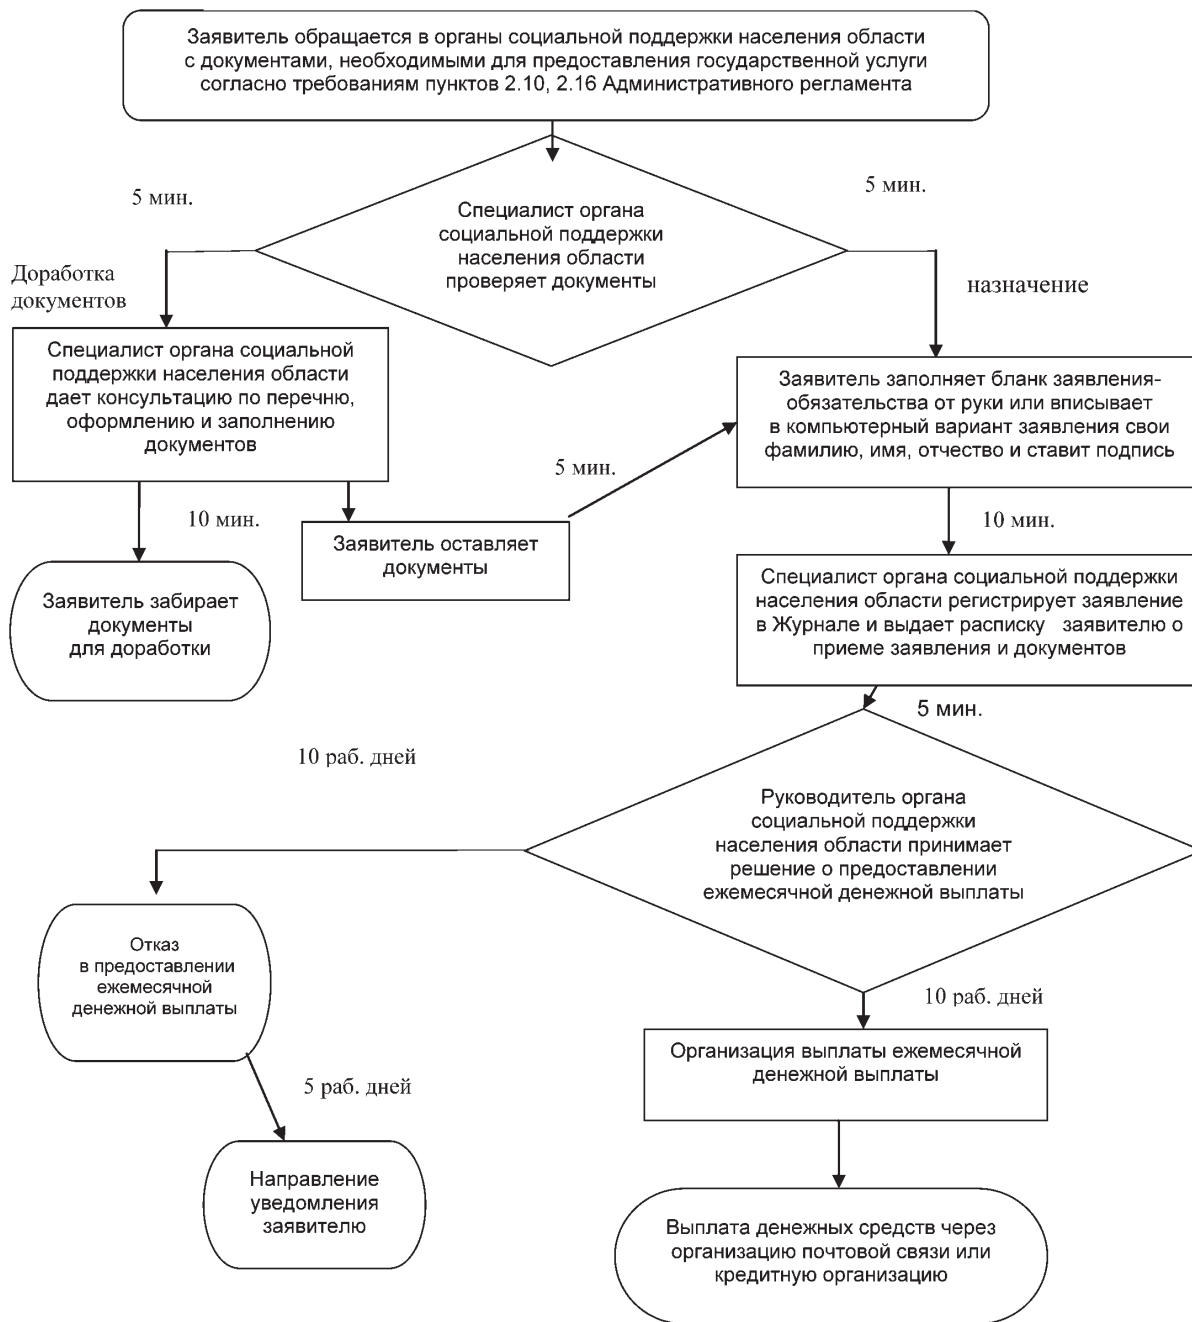 Заявитель обращается в органы социальной поддержки населения области
с документами, необходимыми для предоставления государственной услуги
согласно требованиям пунктов 2.10, 2.16 Административного регламента
5 мин.
5 мин.
Специалист органа
социальной поддержки
населения области
проверяет документы
Доработка
документов
назначение
Специалист органа социальной
поддержки населения области
дает консультацию по перечню,
оформлению и заполнению
документов
Заявитель заполняет бланк заявления-
обязательства от руки или вписывает
в компьютерный вариант заявления свои
фамилию, имя, отчество и ставит подпись
5 мин.
10 мин.
10 мин.
Заявитель оставляет
документы
Заявитель забирает
документы
для доработки
Специалист органа социальной поддержки
населения области регистрирует заявление
в Журнале и выдает расписку заявителю о
приеме заявления и документов
5 мин.
10 раб. дней
Руководитель органа
социальной поддержки
населения области принимает
решение о предоставлении
ежемесячной денежной выплаты
Отказ
в предоставлении
ежемесячной
денежной выплаты
10 раб. дней
Организация выплаты ежемесячной
денежной выплаты
5 раб. дней
Направление
уведомления
заявителю
Выплата денежных средств через
организацию почтовой связи или
кредитную организацию